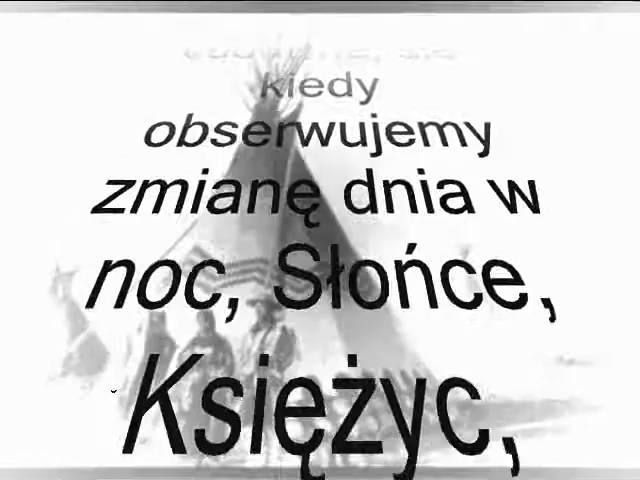 kiedy
obserwujemy
zmianę dnia w
noc, Słońce,
Księżyc,